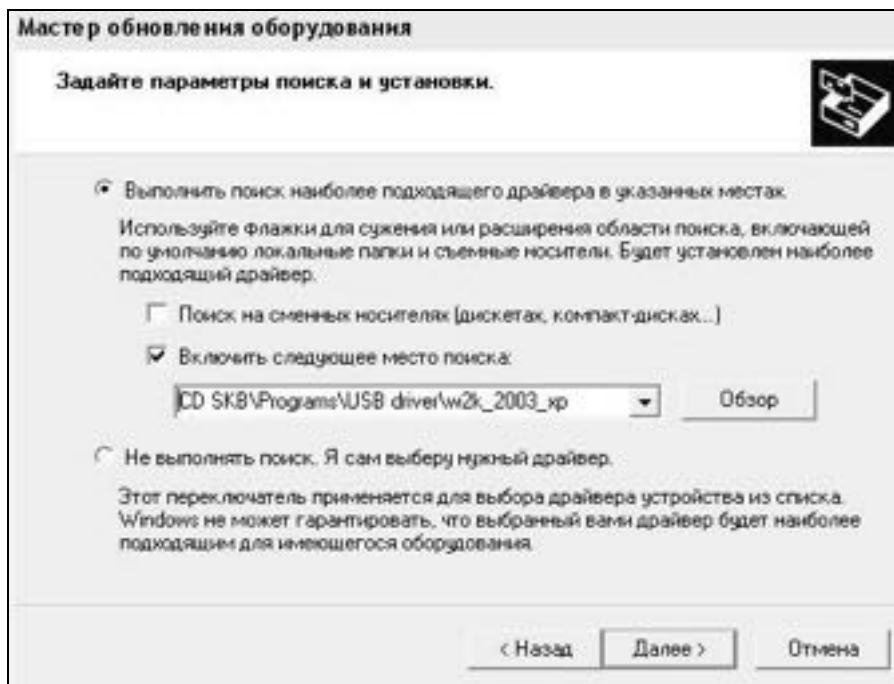 Мастер обновления оборудования
Задайте параметры поиска и установки.
Выполнить поиск наиболее подходящего драйвера в указанных местах.
Используйте флажки для сужения или расширения области поиска, включающей
по умолчанию локальные папки и съемные носители. Будет установлен наиболее
подходящий драйвер.
Поиск на сменных носителях (дискетах, компакт-дисках...)
Включить следующее место поиска:
CD SKB\Programs\USB driver\w2k_2003_xp
Обзор
Не выполнять поиск. Я сам выберу нужный драйвер.
Этот переключатель применяется для выбора драйвера устройства из списка.
Windows не может гарантировать, что выбранный вами драйвер будет наиболее
подходящим для имеющегося оборудования.
< Назад Далее > Отмена